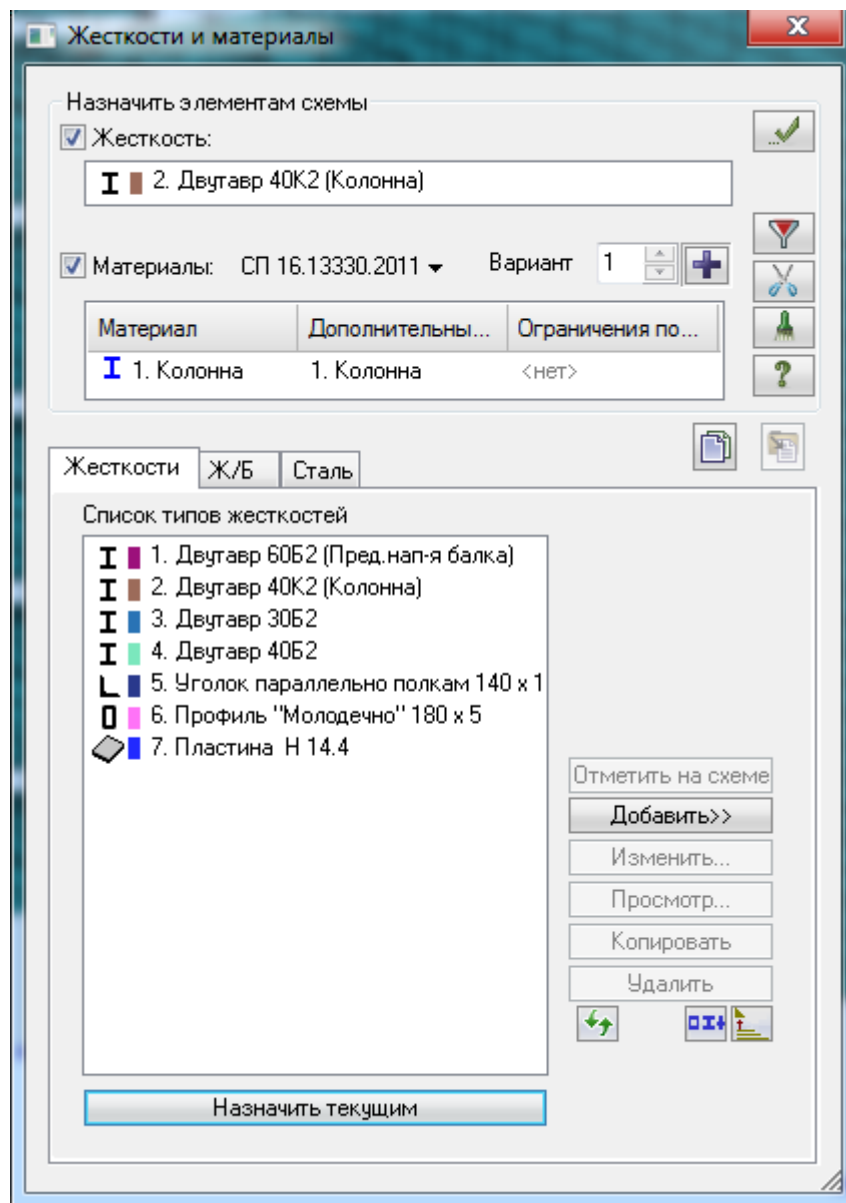 Жесткости и материалы
Назначить элементам схемы
Жесткость:
2. Двутавр 40К2 (Колонна)
Материалы: СП 16.13330.2011 Вариант 1
Материал Дополнительны... Ограничения по...
1. Колонна 1. Колонна <нет>
Жесткости Ж/Б Сталь
Список типов жесткостей
1. Двутавр 60Б2 (Пред.нап-я балка)
2. Двутавр 40К2 (Колонна)
3. Двутавр 30Б2
4. Двутавр 40Б2
5. Уголок параллельно полкам 140 x 1
6. Профиль "Молодечно" 180 x 5
7. Пластина H 14.4
Отметить на схеме
Добавить>>
Изменить...
Просмотр...
Копировать
Удалить
Назначить текущим